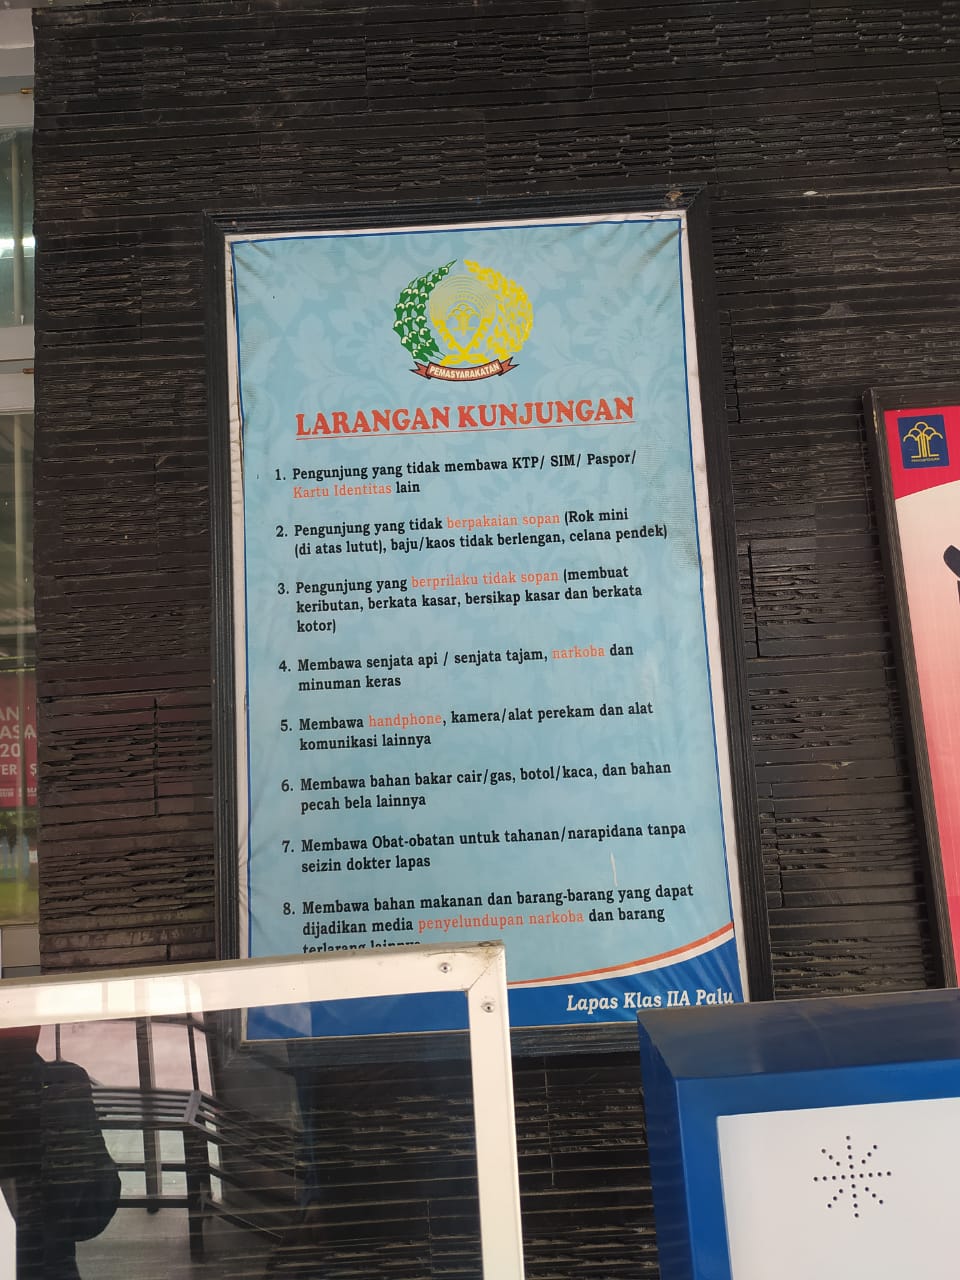 PEMASYARAKATAN
LARANGAN KUNJUNGAN
1. Pengunjung yang tidak membawa KTP/ SIM/ Paspor/
Kartu Identitas lain
2. Pengunjung yang tidak berpakaian sopan (Rok mini
(di atas lutut), baju/kaos tidak berlengan, celana pendek)
3. Pengunjung yang berprilaku tidak sopan (membuat
keributan, berkata kasar, bersikap kasar dan berkata
kotor)
4. Membawa senjata api / senjata tajam, narkoba dan
minuman keras
5. Membawa handphone, kamera/alat perekam dan alat
komunikasi lainnya
6. Membawa bahan bakar cair/gas, botol/kaca, dan bahan
pecah bela lainnya
7. Membawa Obat-obatan untuk tahanan/narapidana tanpa
seizin dokter lapas
8. Membawa bahan makanan dan barang-barang yang dapat
dijadikan media penyelundupan narkoba dan barang
terlarang lainnya
Lapas Klas IIA Palu